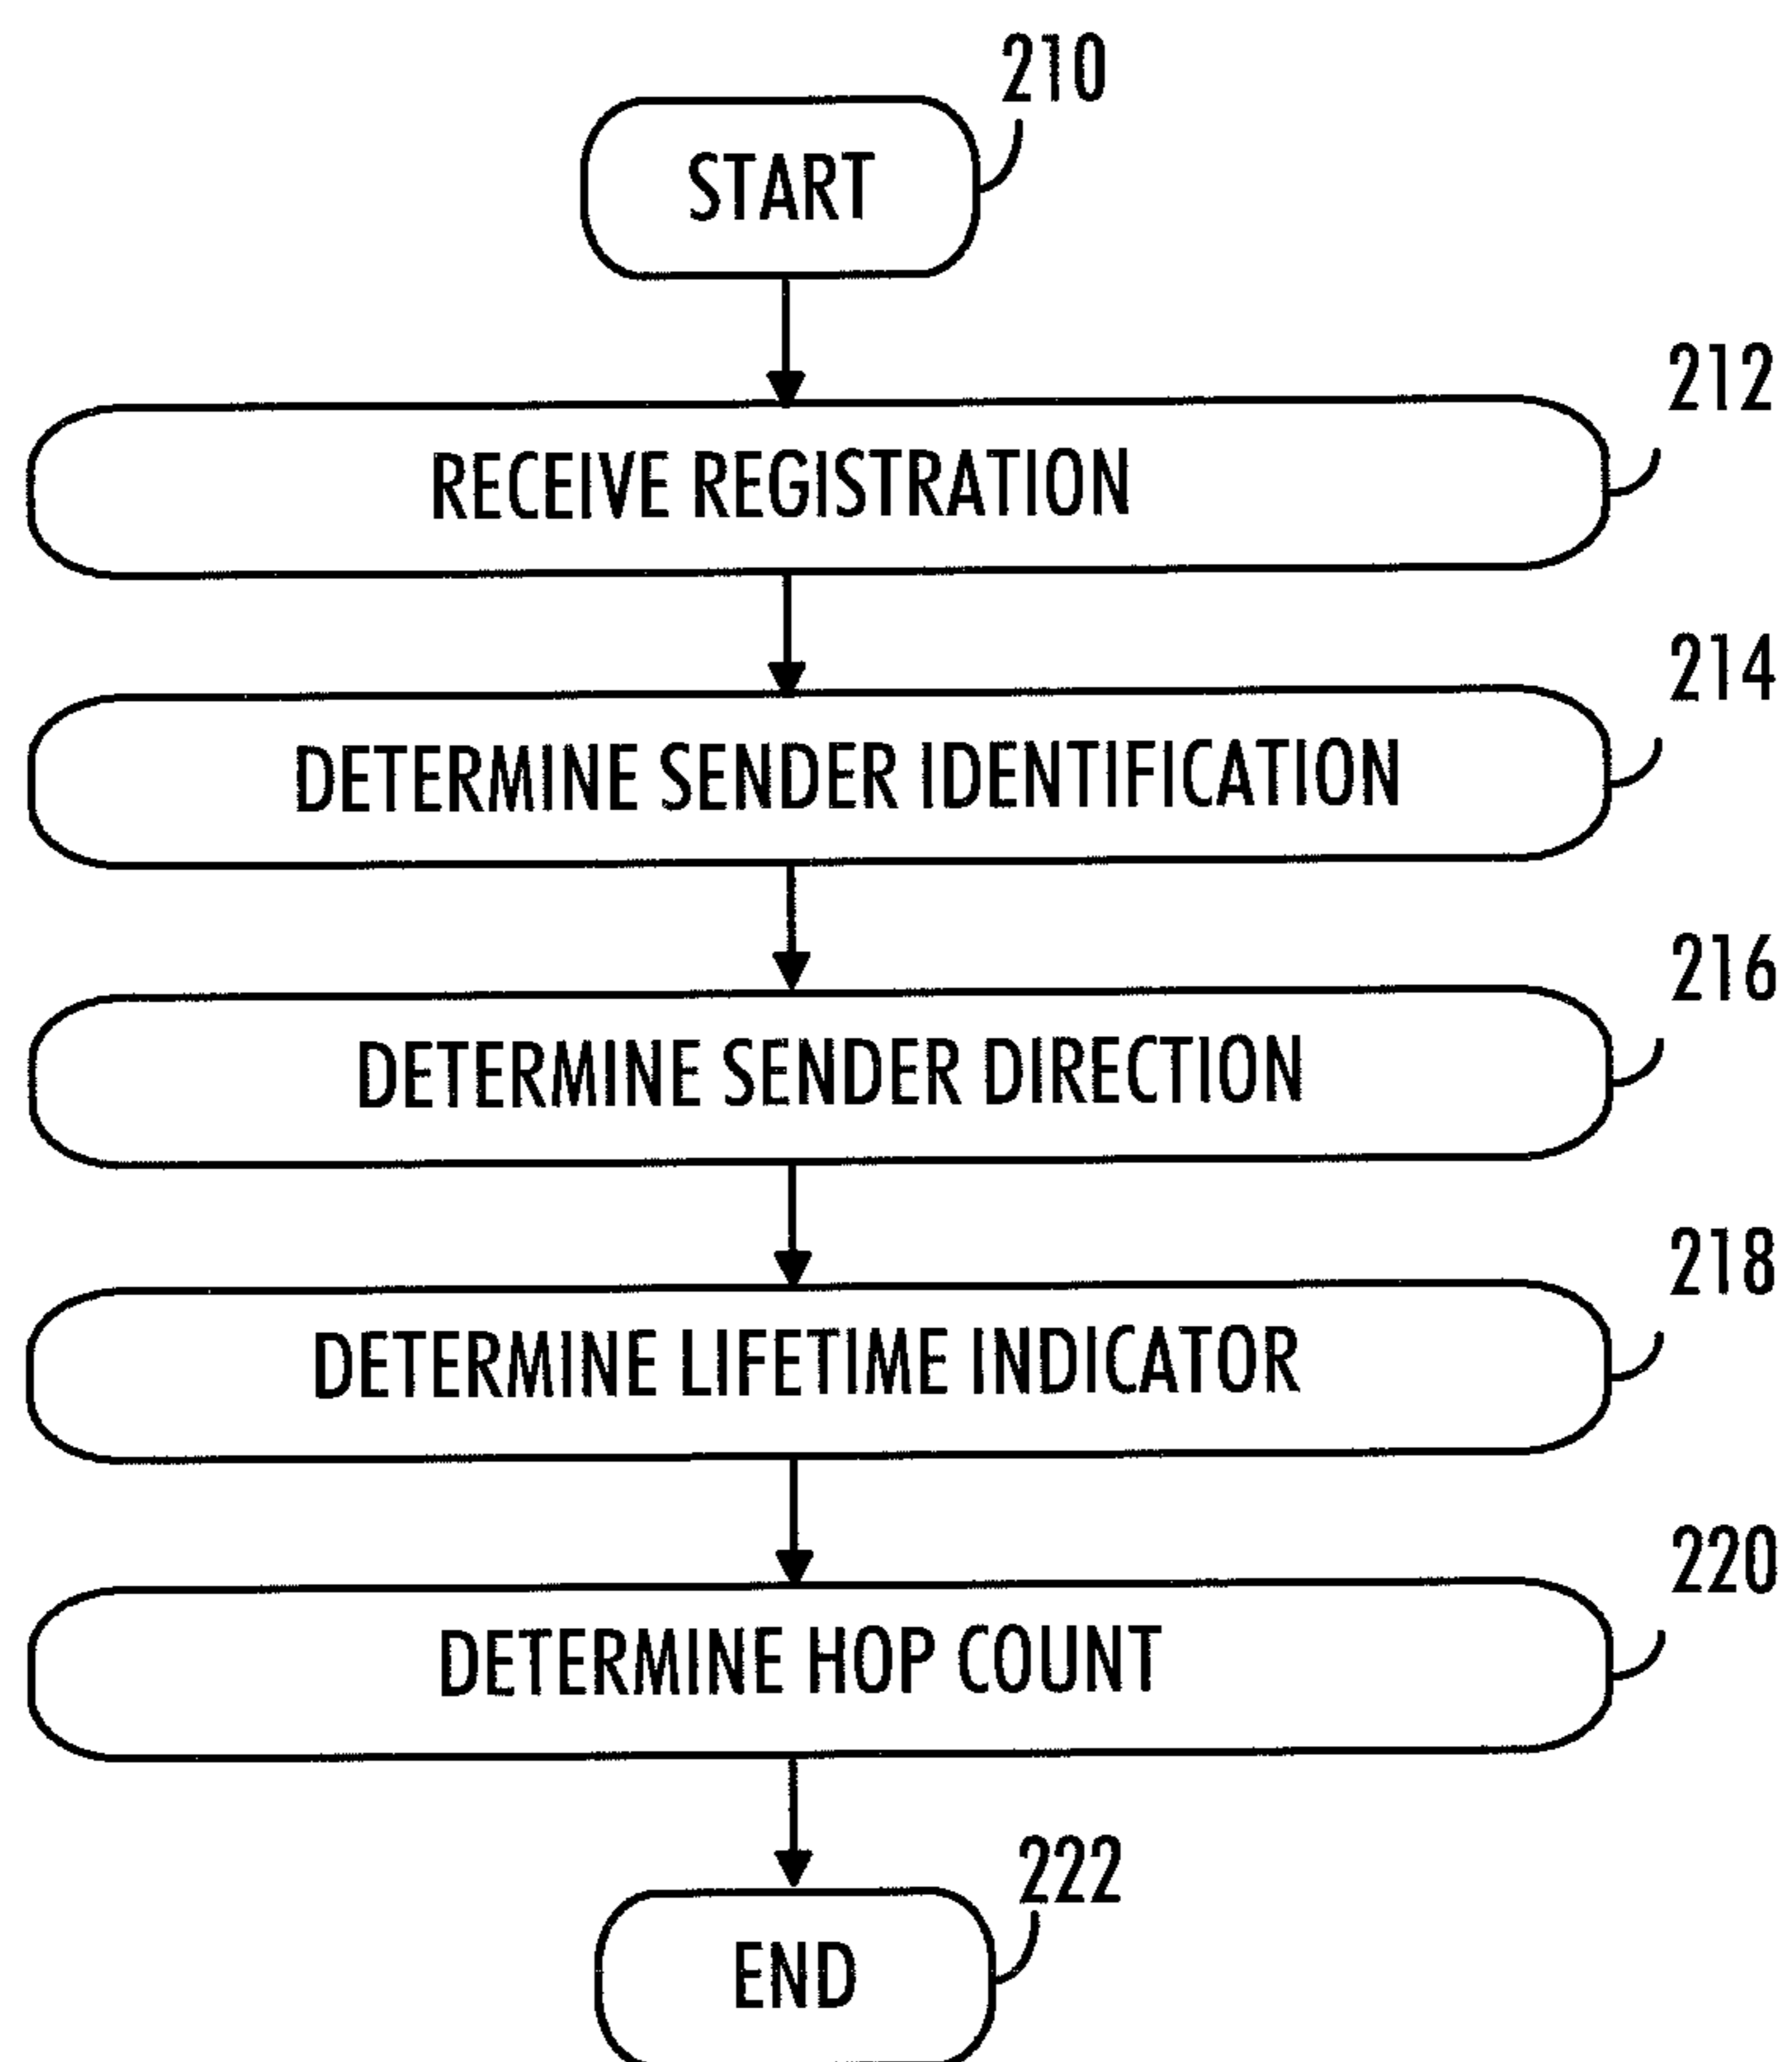 210
START
212
RECEIVE REGISTRATION
214
DETERMINE SENDER IDENTIFICATION
216
DETERMINE SENDER DIRECTION
218
DETERMINE LIFETIME INDICATOR
220
DETERMINE HOP COUNT
222
END